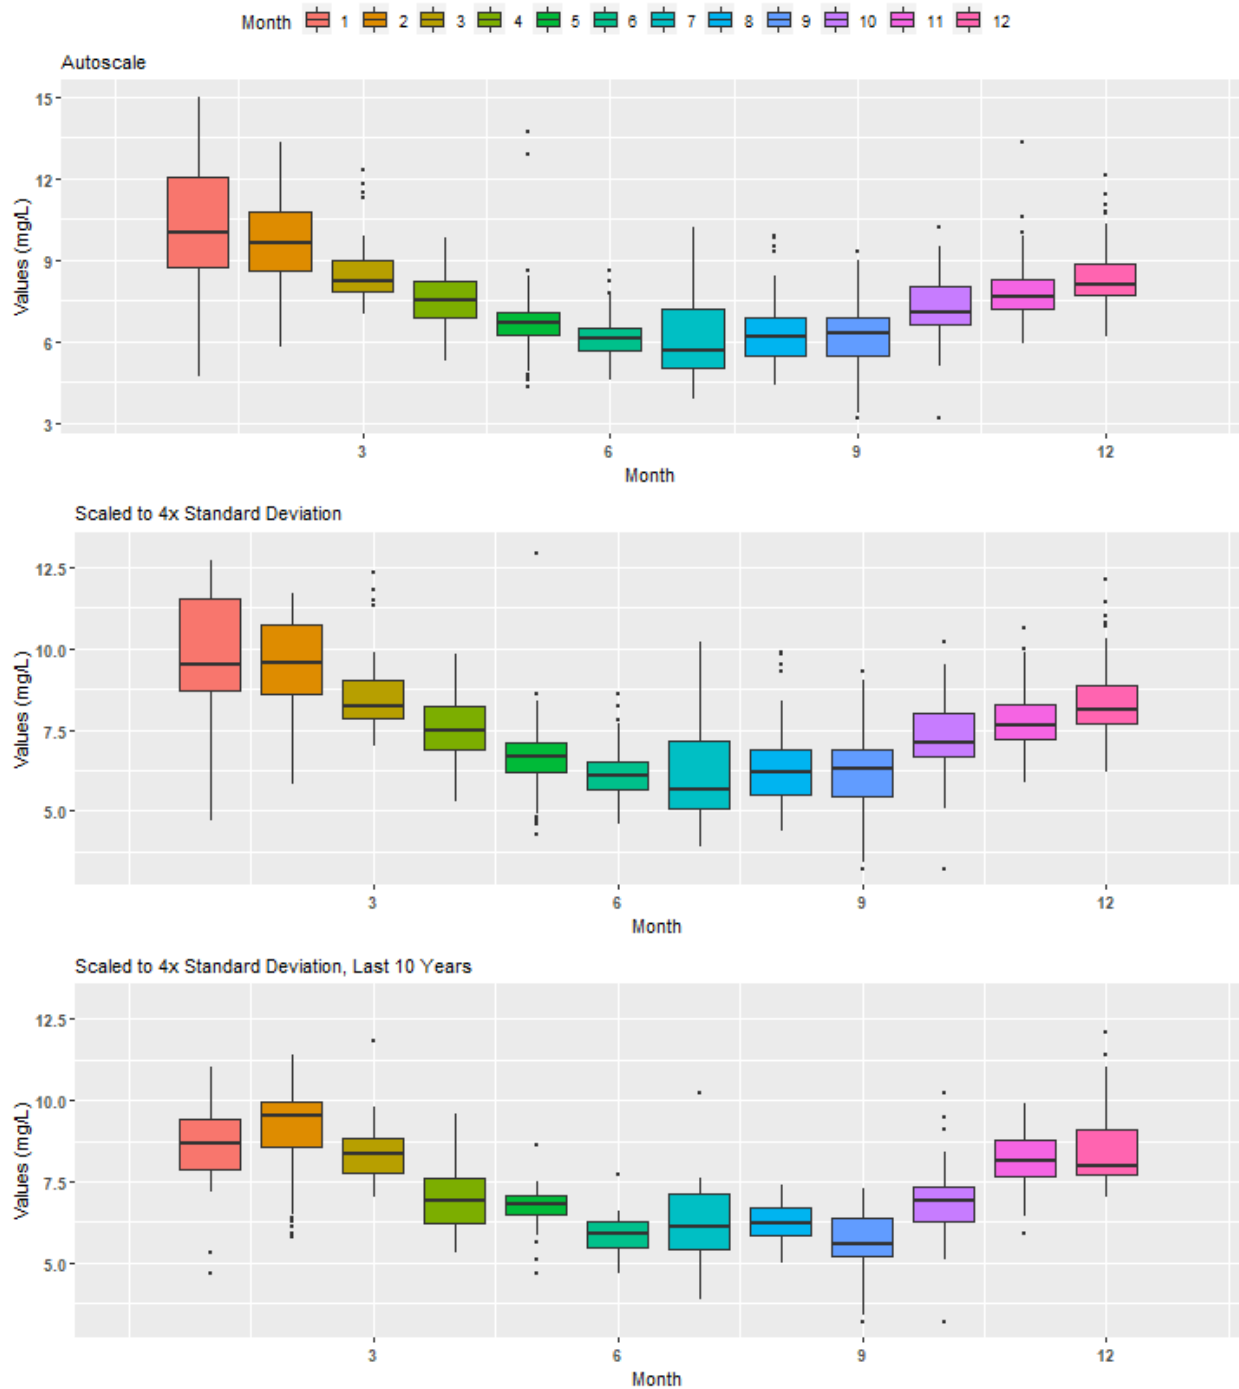 Month 1 2 3 4 5 6 7 8 9 10 11 12
Autoscale
Values (mg/L)
15
12
9
6
3
3 6 9 12
Month
Scaled to 4x Standard Deviation
Values (mg/L)
12.5
10.0
7.5
5.0
3 6 9 12
Month
Scaled to 4x Standard Deviation, Last 10 Years
Values (mg/L)
12.5
10.0
7.5
5.0
3 6 9 12
Month